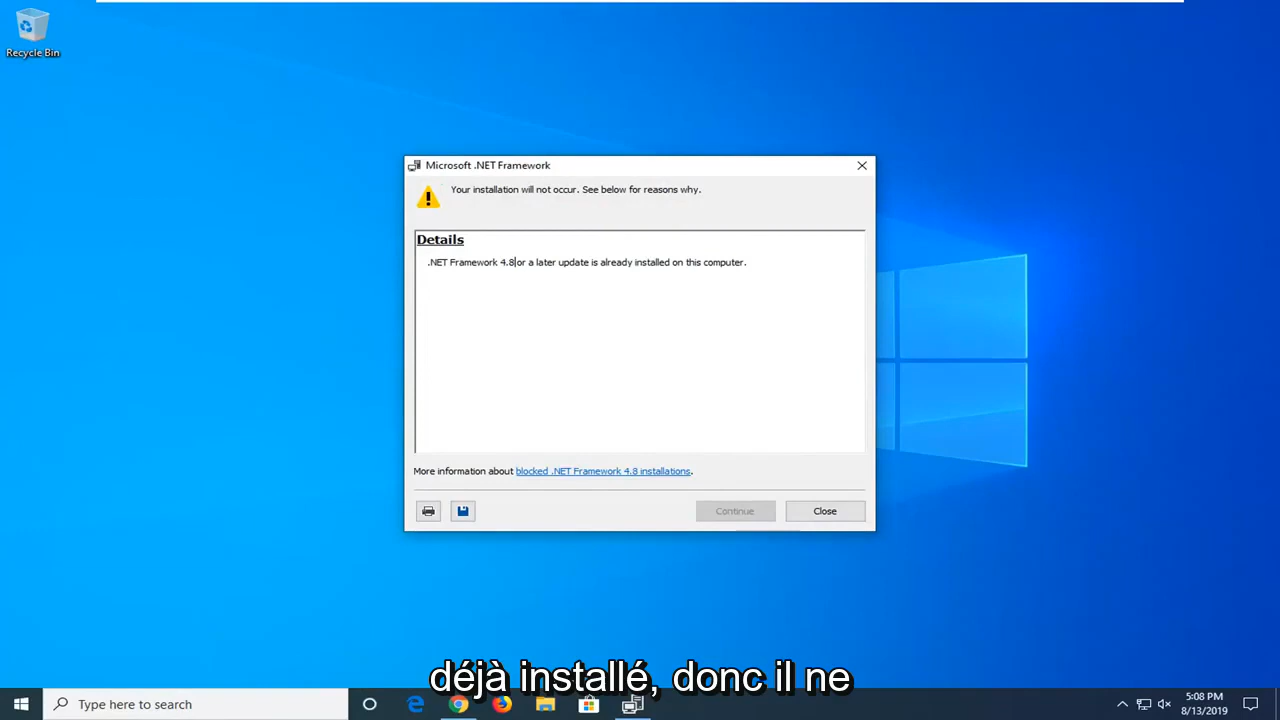 Recycle Bin
Microsoft .NET Framework
Your installation will not occur. See below for reasons why.
Details
.NET Framework 4.8 or a later update is already installed on this computer.
More information about blocked .NET Framework 4.8 installations.
Continue
Close
déjà installé, donc il ne
Type here to search
5:08 PM
8/13/2019